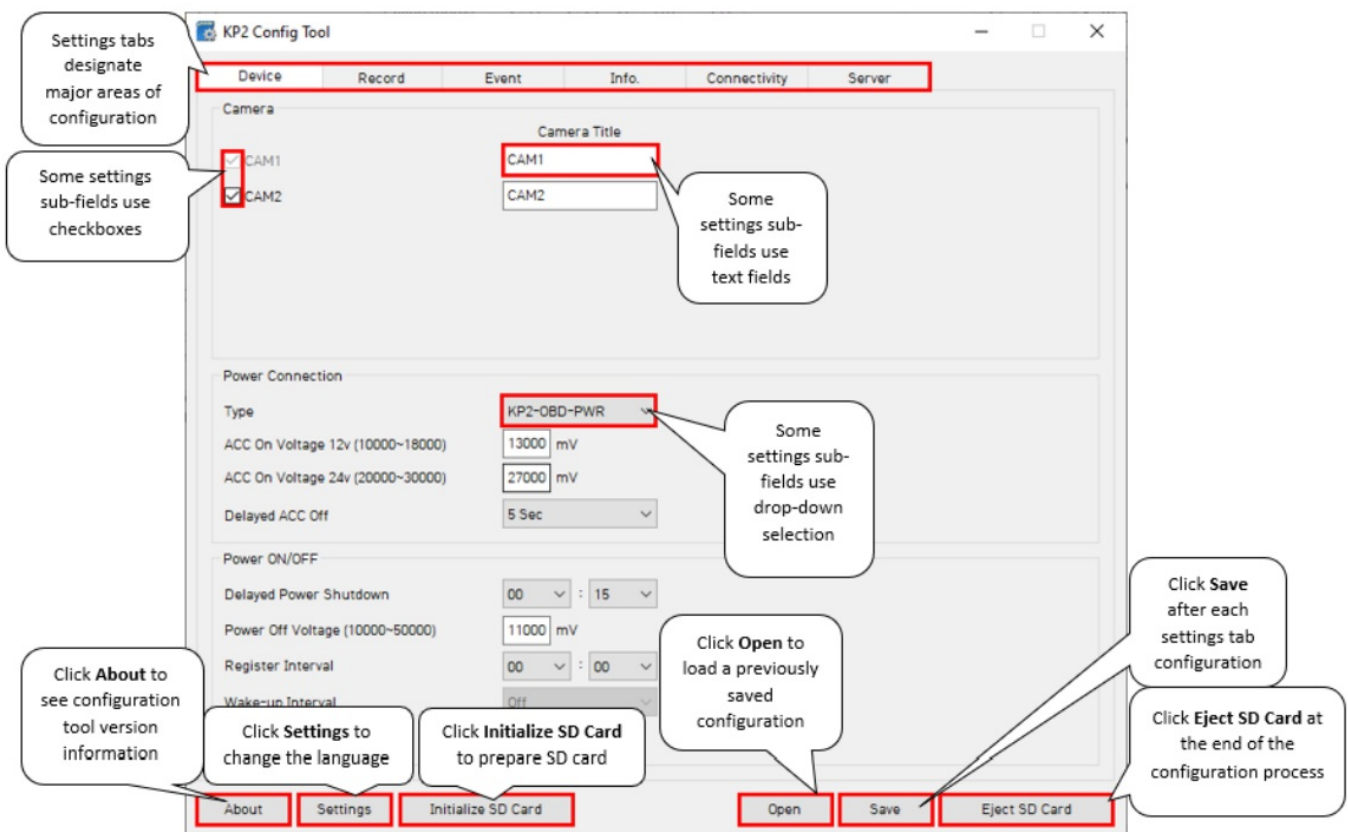 KP2 Config Tool
Settings tabs
designate
major areas of
configuration
Device Record Event Info. Connectivity Server
Camera
Camera Title
CAM1 CAM1
CAM2 CAM2
Some settings
sub-fields use
checkboxes
Some
settings sub-
fields use
text fields
Power Connection
Type KP2-OBD-PWR
ACC On Voltage 12v (10000~18000) 13000 mV
ACC On Voltage 24v (20000~30000) 27000 mV
Delayed ACC Off 5 Sec
Some
settings sub-
fields use
drop-down
selection
Power ON/OFF
Delayed Power Shutdown 00 : 15
Power Off Voltage (10000~50000) 11000 mV
Register Interval 00 : 00
Wake-up Interval Off
Click About to
see configuration
tool version
information
Click Settings to
change the language
Click Initialize SD Card
to prepare SD card
Click Open to
load a previously
saved
configuration
Click Save
after each
settings tab
configuration
Click Eject SD Card at
the end of the
configuration process
About Settings Initialize SD Card Open Save Eject SD Card